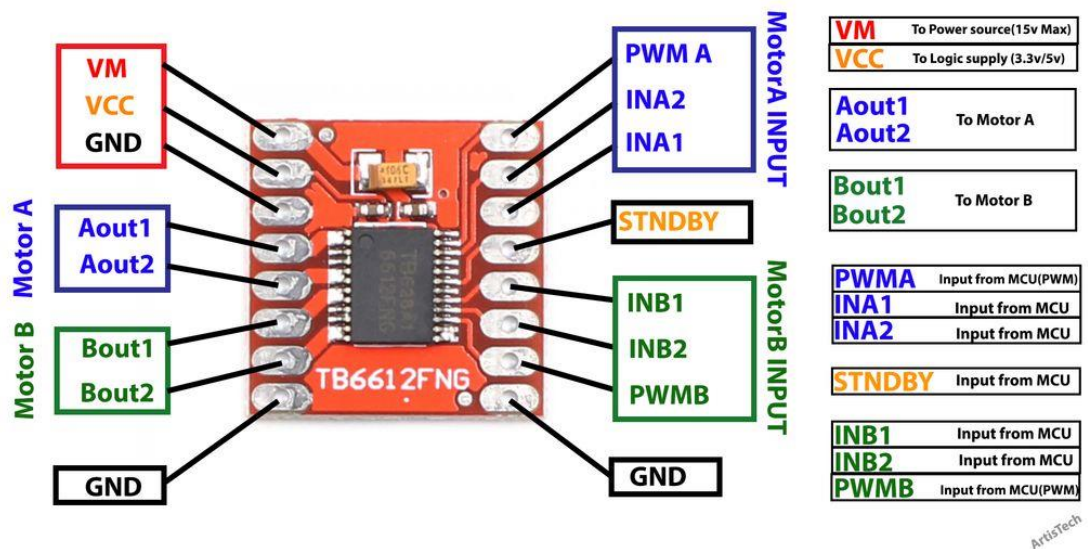 VM
VCC
GND
Motor A
Aout1
Aout2
Motor B
Bout1
Bout2
GND
TB6612FNG
6612FNG
PWM A
INA2
INA1
MotorA INPUT
STNDBY
INB1
INB2
PWMB
MotorB INPUT
GND
VM To Power source(15v Max)
VCC To Logic supply (3.3v/5v)
Aout1
Aout2
To Motor A
Bout1
Bout2
To Motor B
PWMA Input from MCU(PWM)
INA1 Input from MCU
INA2 Input from MCU
STNDBY Input from MCU
INB1 Input from MCU
INB2 Input from MCU
PWMB Input from MCU(PWM)
ArtisTech